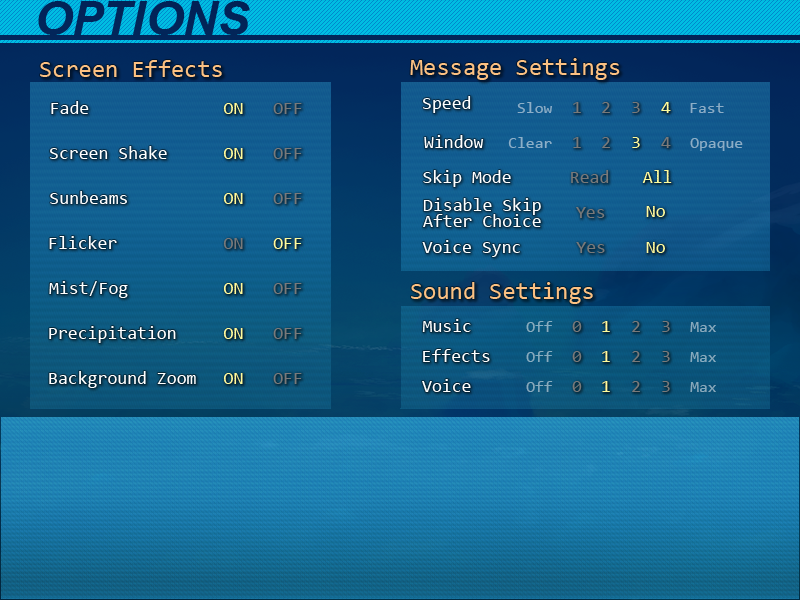 OPTIONS
Screen Effects
Fade ON OFF
Screen Shake ON OFF
Sunbeams ON OFF
Flicker ON OFF
Mist/Fog ON OFF
Precipitation ON OFF
Background Zoom ON OFF
Message Settings
Speed Slow 1 2 3 4 Fast
Window Clear 1 2 3 4 Opaque
Skip Mode Read All
Disable Skip
After Choice Yes No
Voice Sync Yes No
Sound Settings
Music Off 0 1 2 3 Max
Effects Off 0 1 2 3 Max
Voice Off 0 1 2 3 Max